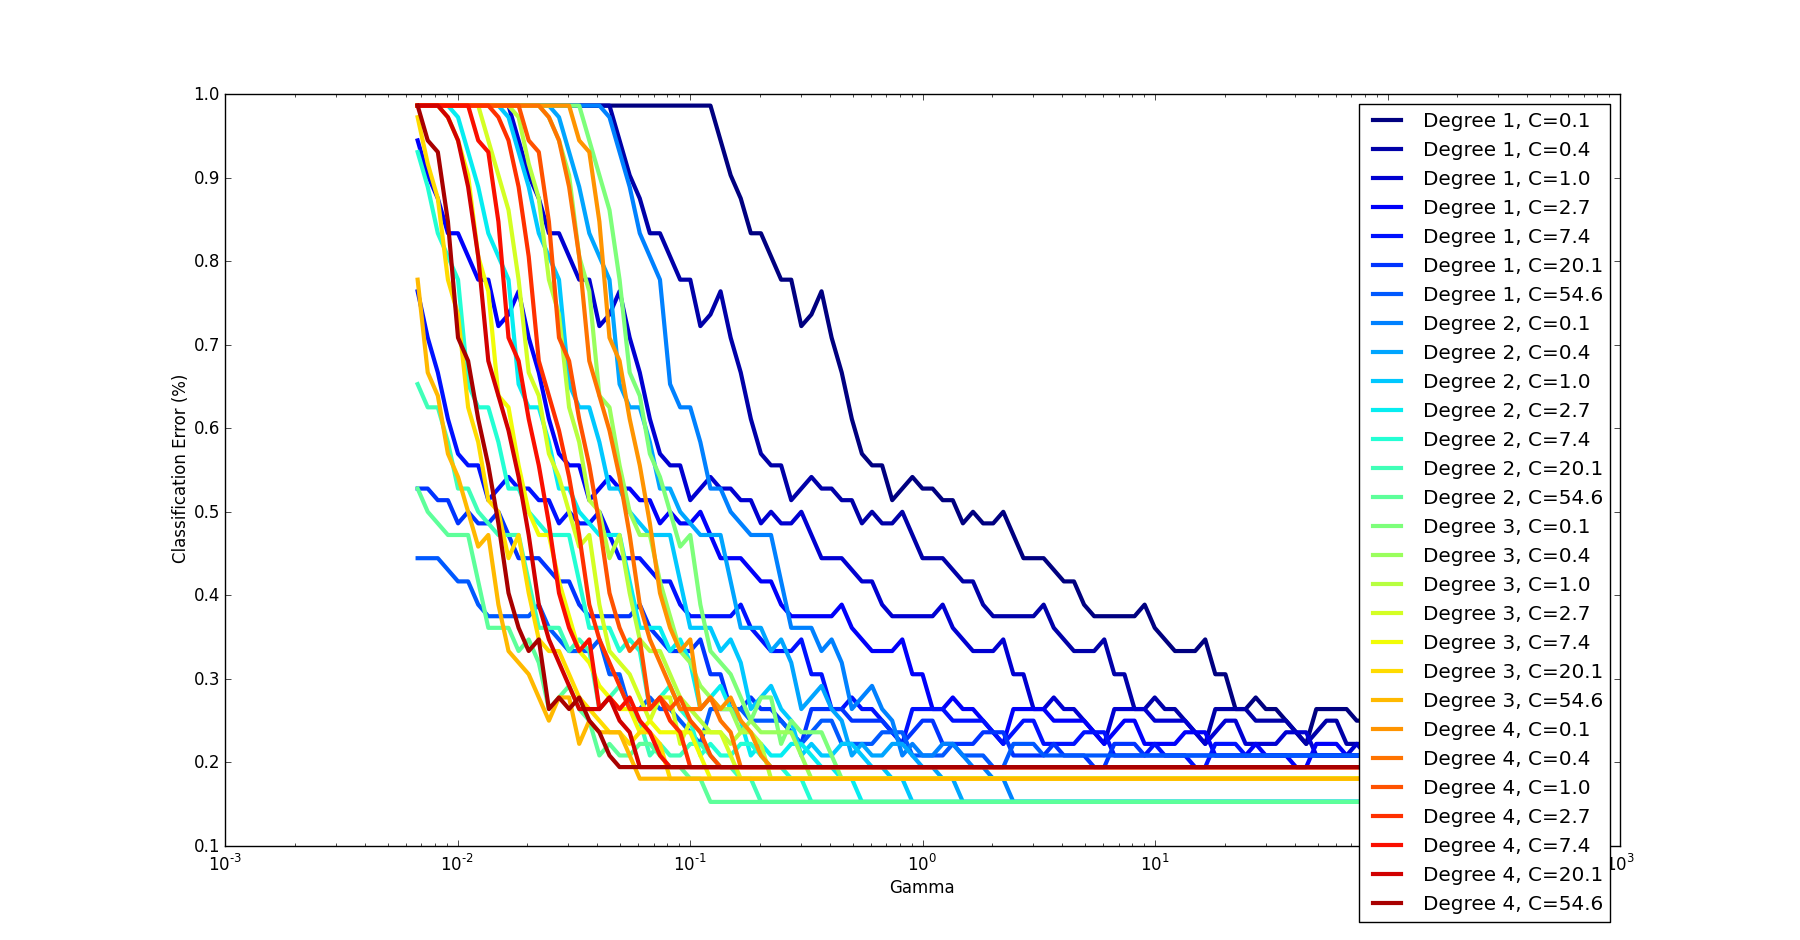 1.0
0.9
0.8
0.7
0.6
0.5
0.4
0.3
0.2
0.1
Classification Error (%)
10^-3
10^-2
10^-1
10^0
10^1
10^3
Gamma
Degree 1, C=0.1
Degree 1, C=0.4
Degree 1, C=1.0
Degree 1, C=2.7
Degree 1, C=7.4
Degree 1, C=20.1
Degree 1, C=54.6
Degree 2, C=0.1
Degree 2, C=0.4
Degree 2, C=1.0
Degree 2, C=2.7
Degree 2, C=7.4
Degree 2, C=20.1
Degree 2, C=54.6
Degree 3, C=0.1
Degree 3, C=0.4
Degree 3, C=1.0
Degree 3, C=2.7
Degree 3, C=7.4
Degree 3, C=20.1
Degree 3, C=54.6
Degree 4, C=0.1
Degree 4, C=0.4
Degree 4, C=1.0
Degree 4, C=2.7
Degree 4, C=7.4
Degree 4, C=20.1
Degree 4, C=54.6